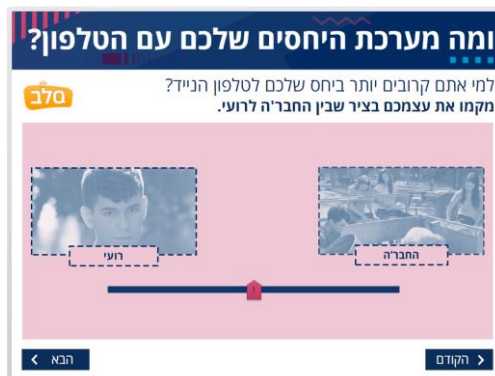 ומה מערכת היחסים שלכם עם הטלפון?
למי אתם קרובים יותר ביחס שלכם לטלפון הנייד?
מקמו את עצמכם בציר שבין החבר'ה לרועי.
סלב
החבר'ה
רועי
הקודם
הבא